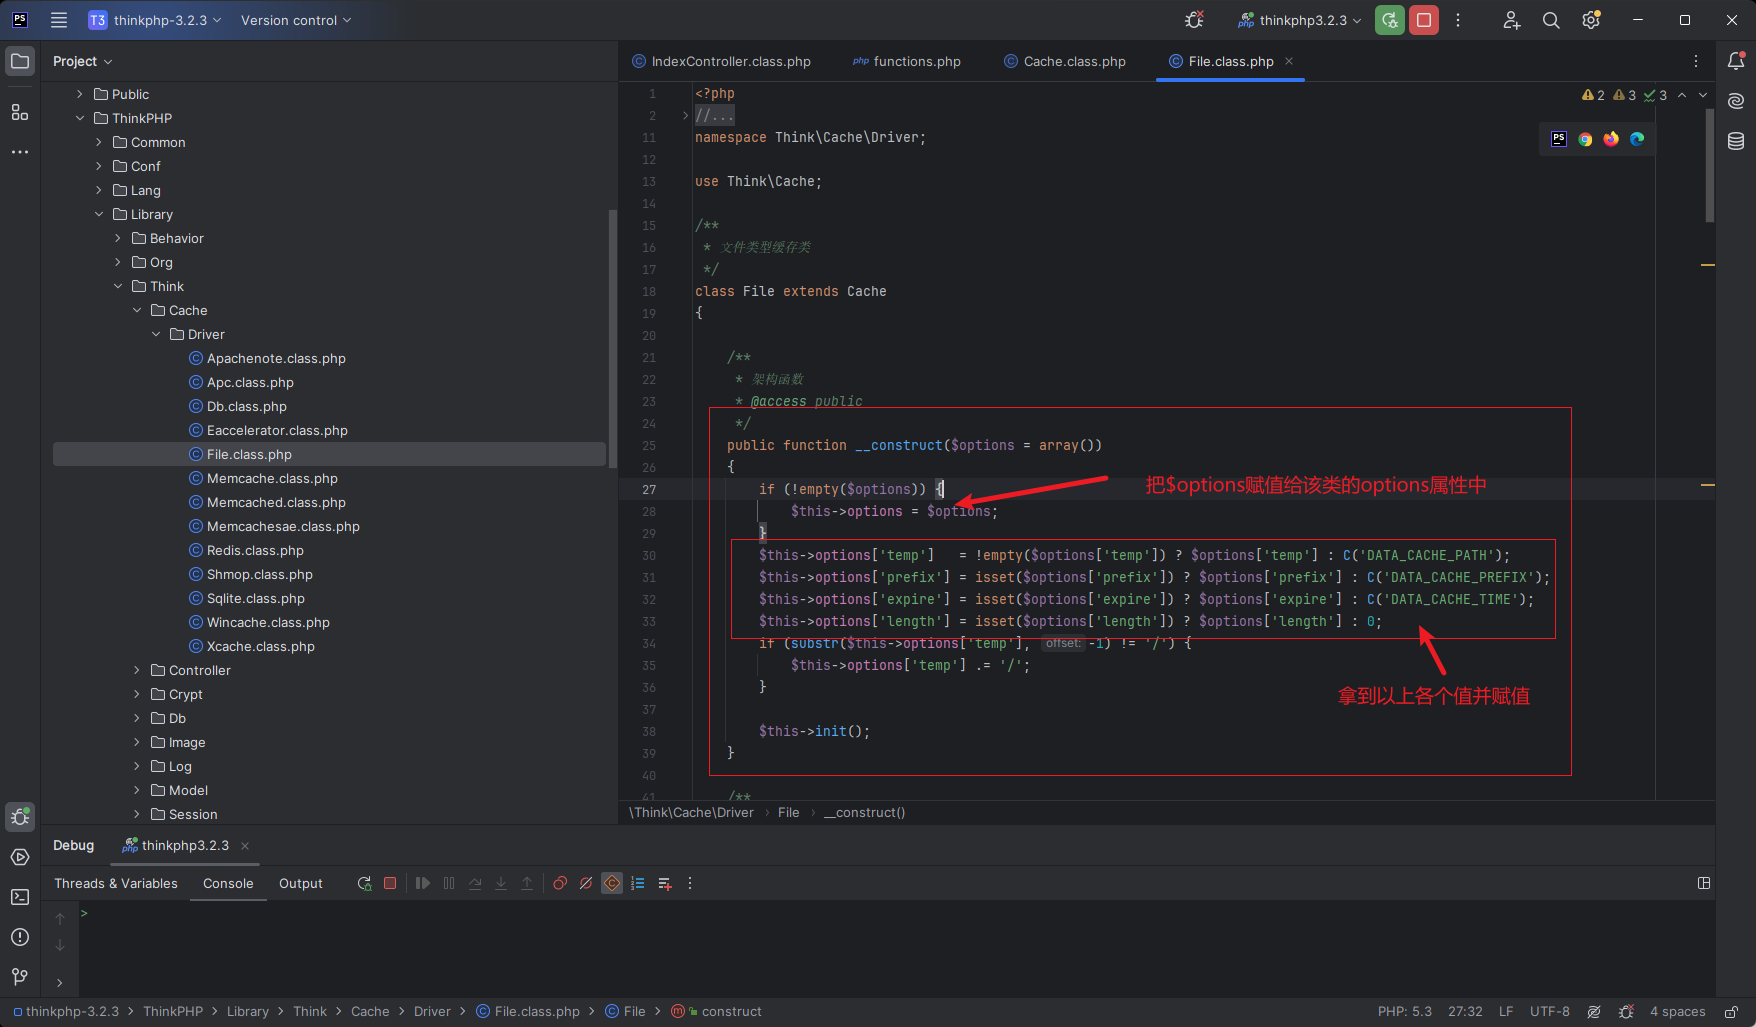 PS
T3 thinkphp-3.2.3
Version control
thinkphp3.2.3
Project
Public
ThinkPHP
Common
Conf
Lang
Library
Behavior
Org
Think
Cache
Driver
Apachenote.class.php
Apc.class.php
Db.class.php
Eaccelerator.class.php
File.class.php
Memcache.class.php
Memcached.class.php
Memcachesae.class.php
Redis.class.php
Shmop.class.php
Sqlite.class.php
Wincache.class.php
Xcache.class.php
Controller
Crypt
Db
Image
Log
Model
Session
IndexController.class.php
php functions.php
Cache.class.php
File.class.php
2 3 3
1 <?php
2 //...
11 namespace Think\Cache\Driver;
12
13 use Think\Cache;
14
15 /**
16 * 文件类型缓存类
17 */
18 class File extends Cache
19 {
20
21 /**
22 * 架构函数
23 * @access public
24 */
25 public function __construct($options = array())
26 {
27 if (!empty($options)) {
把$options赋值给该类的options属性中
28 $this->options = $options;
29 }
30 $this->options['temp'] = !empty($options['temp']) ? $options['temp'] : C('DATA_CACHE_PATH');
31 $this->options['prefix'] = isset($options['prefix']) ? $options['prefix'] : C('DATA_CACHE_PREFIX');
32 $this->options['expire'] = isset($options['expire']) ? $options['expire'] : C('DATA_CACHE_TIME');
33 $this->options['length'] = isset($options['length']) ? $options['length'] : 0;
34 if (substr($this->options['temp'], offset: -1) != '/') {
35 $this->options['temp'] .= '/';
36 }
拿到以上各个值并赋值
37
38 $this->init();
39 }
40
41 /**
\Think\Cache\Driver › File › __construct()
Debug
php thinkphp3.2.3
Threads & Variables
Console
Output
>
thinkphp-3.2.3 › ThinkPHP › Library › Think › Cache › Driver › File.class.php › File › construct
PHP: 5.3
27:32
LF
UTF-8
4 spaces